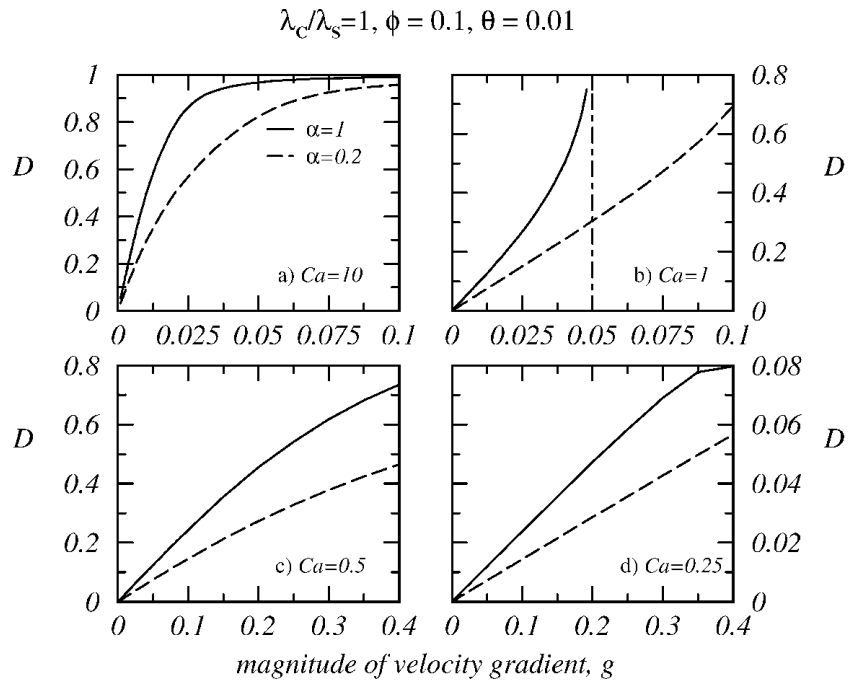 λC/λS=1, ϕ = 0.1, θ = 0.01
1
0.8
0.6
0.4
0.2
0
D
α=1
α=0.2
a) Ca=10
0 0.025 0.05 0.075 0.1
0.8
0.6
0.4
0.2
0
D
b) Ca=1
0 0.025 0.05 0.075 0.1
0.8
0.6
0.4
0.2
0
D
c) Ca=0.5
0 0.1 0.2 0.3 0.4
0.08
0.06
0.04
0.02
0
D
d) Ca=0.25
0 0.1 0.2 0.3 0.4
magnitude of velocity gradient, g